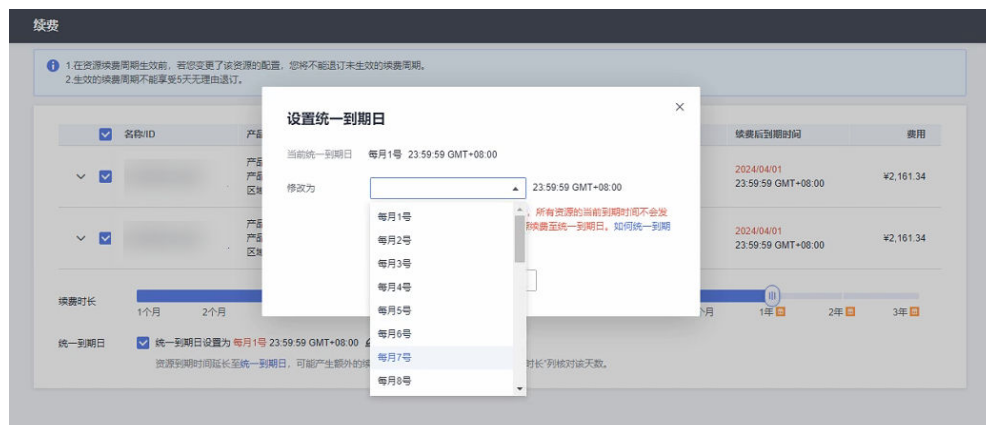 续费
1.在资源续费周期生效前，若您变更了该资源的配置，您将不能退订未生效的续费周期。
2.生效的续费周期不能享受5天无理由退订。
设置统一到期日
当前统一到期日 每月1号 23:59:59 GMT+08:00
修改为 23:59:59 GMT+08:00
每月1号
每月2号
每月3号
每月4号
每月5号
每月6号
每月7号
每月8号
，所有资源的当前到期时间不会发
续费至统一到期日。如何统一到期
名称/ID 续费后到期时间 费用
2024/04/01
23:59:59 GMT+08:00 ¥2,161.34
2024/04/01
23:59:59 GMT+08:00 ¥2,161.34
续费时长
1个月 2个月 月 1年 2年 3年
统一到期日 统一到期日设置为 每月1号 23:59:59 GMT+08:00
资源到期时间延长至统一到期日，可能产生额外的 时长”列核对该天数。